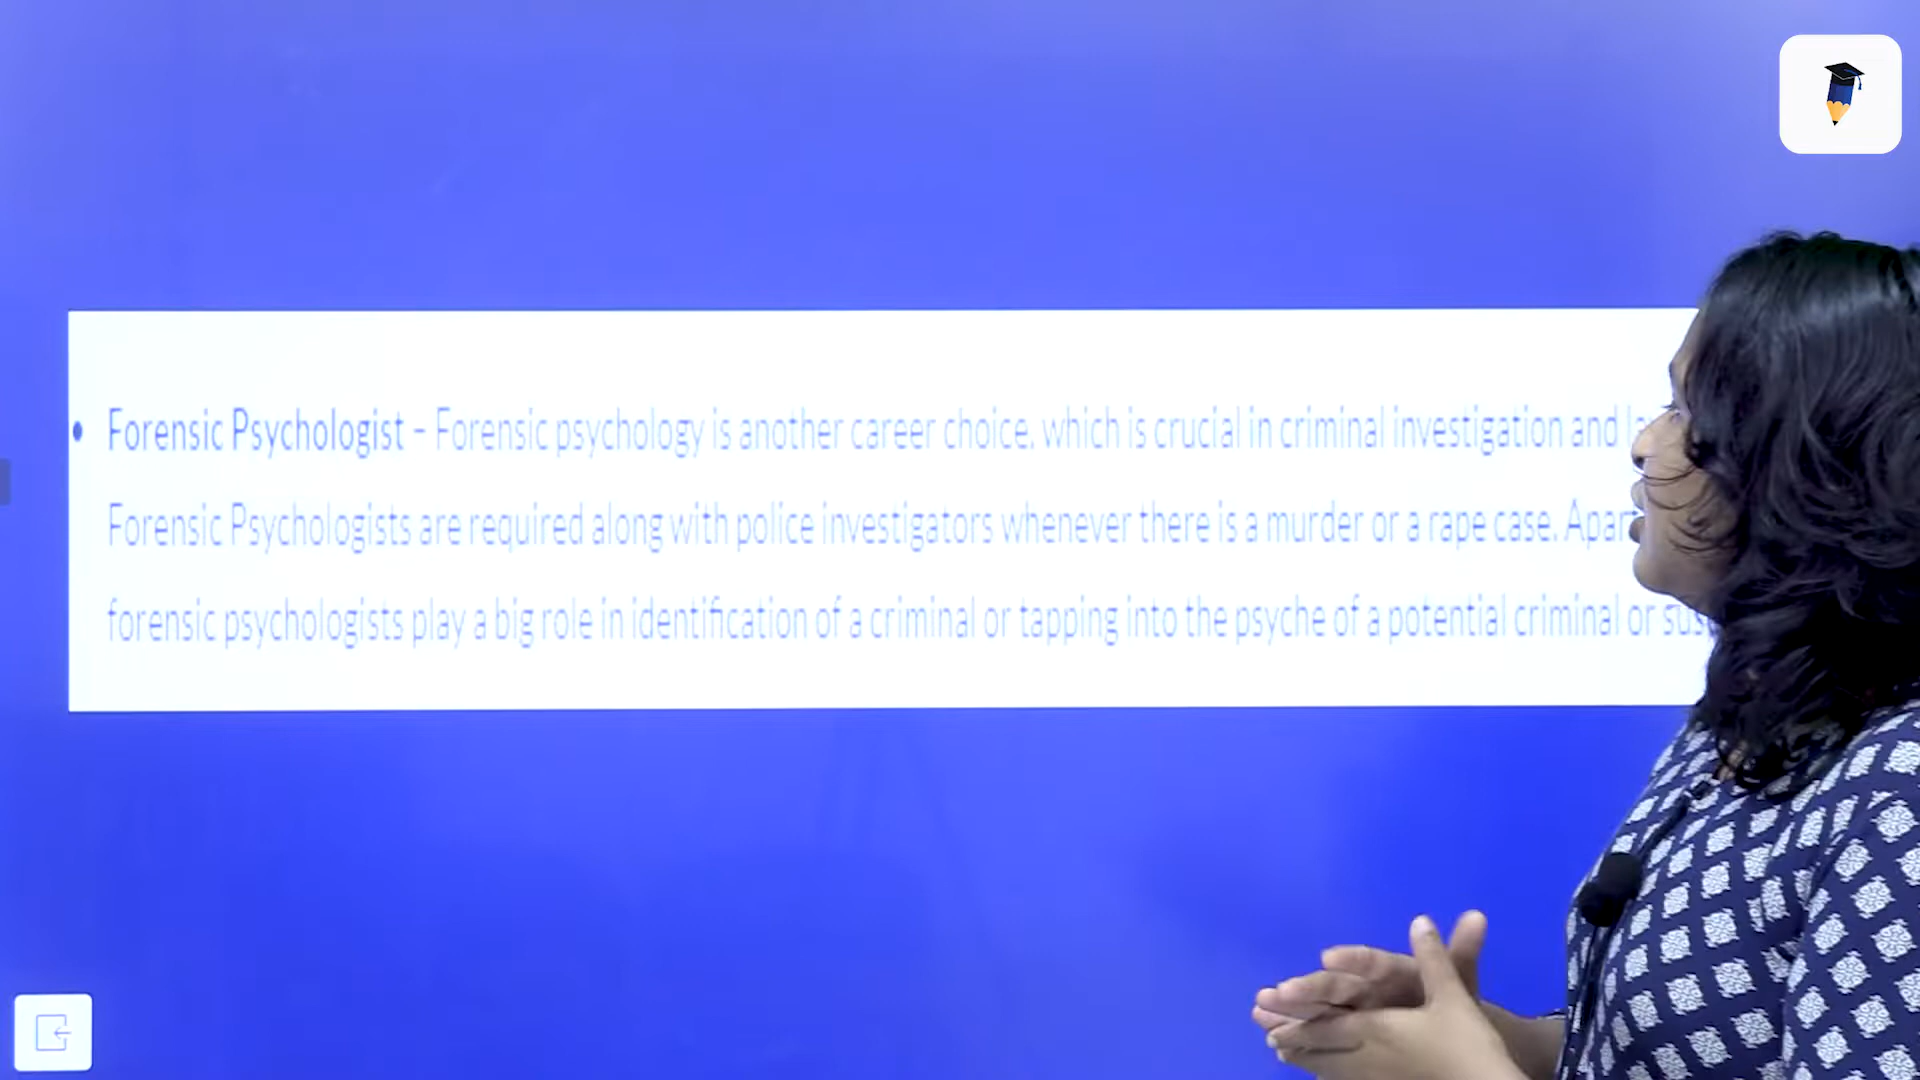 • Forensic Psychologist – Forensic psychology is another career choice, which is crucial in criminal investigation and
Forensic Psychologists are required along with police investigators whenever there is a murder or a rape case.
forensic psychologists play a big role in identification of a criminal or tapping into the psyche of a potential criminal or